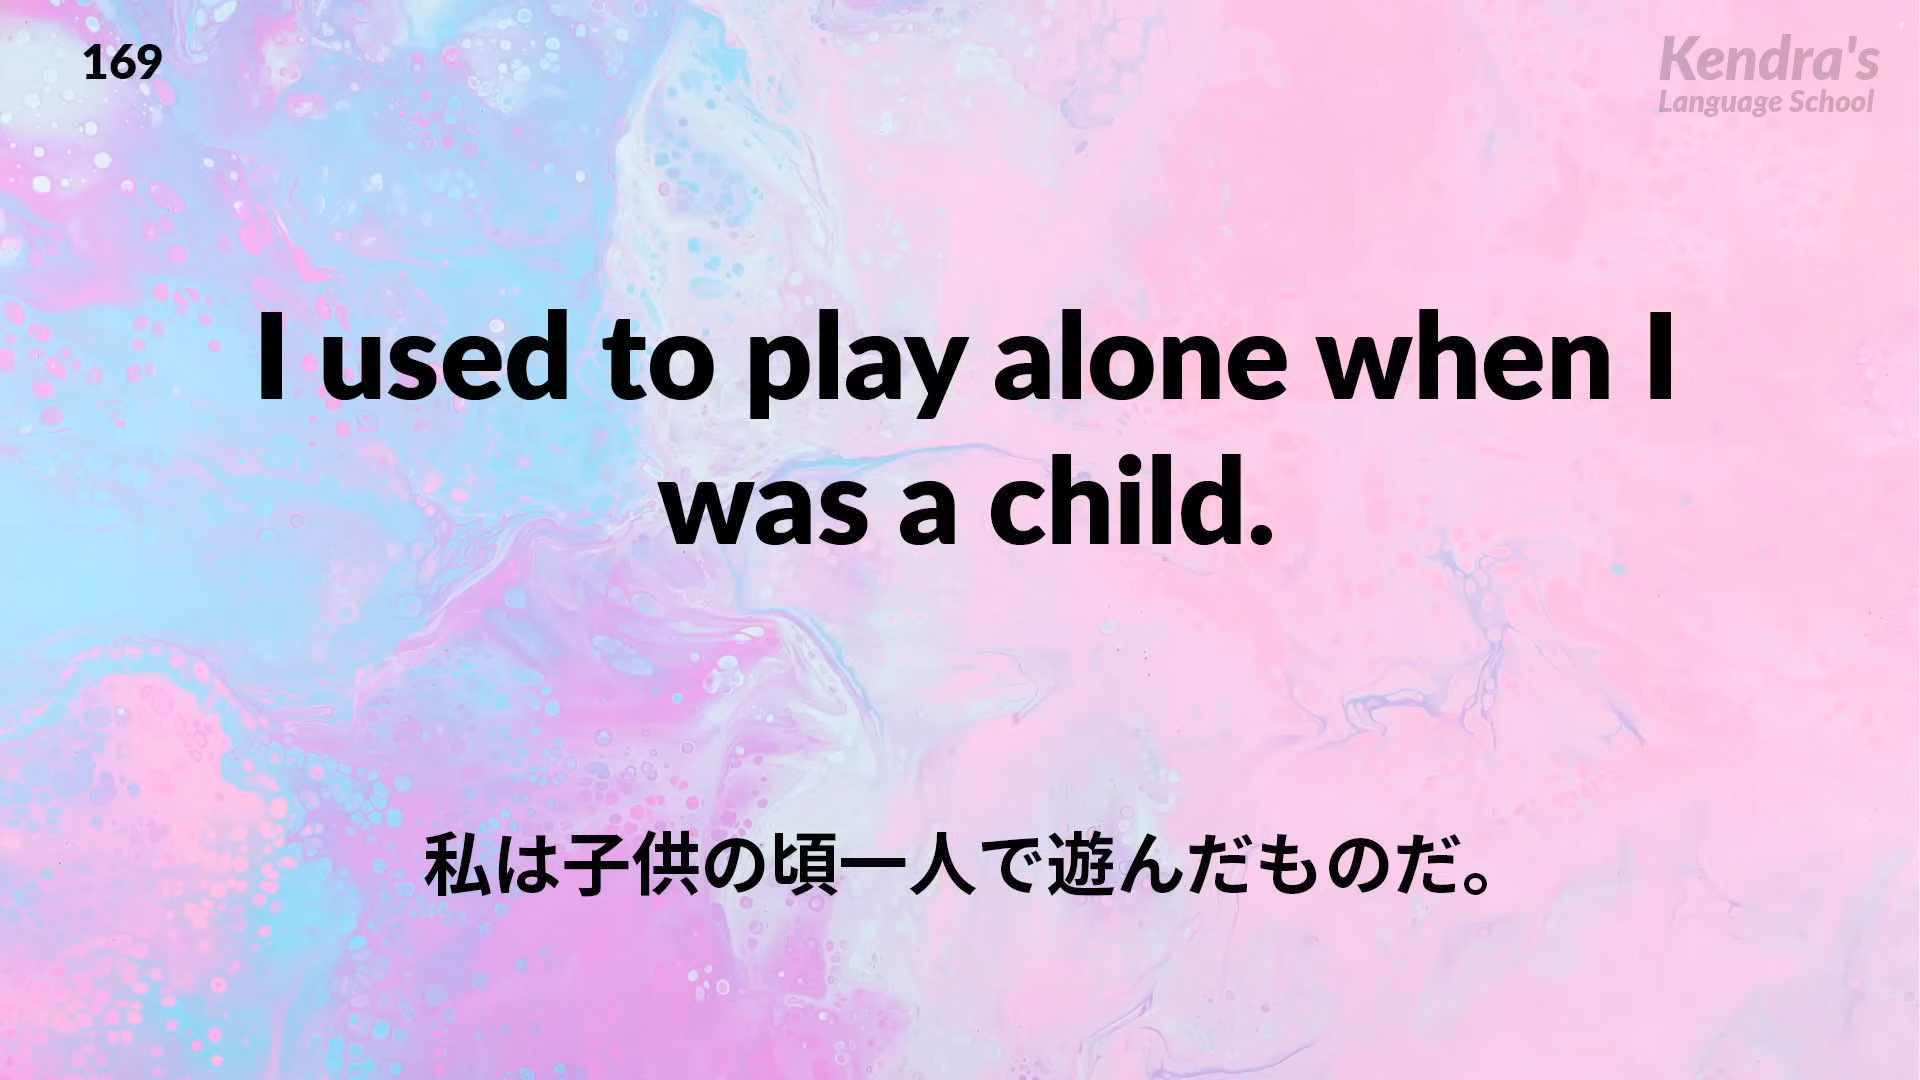 169
Kendra's
Language School
I used to play alone when I
was a child.
私は子供の頃一人で遊んだものだ。